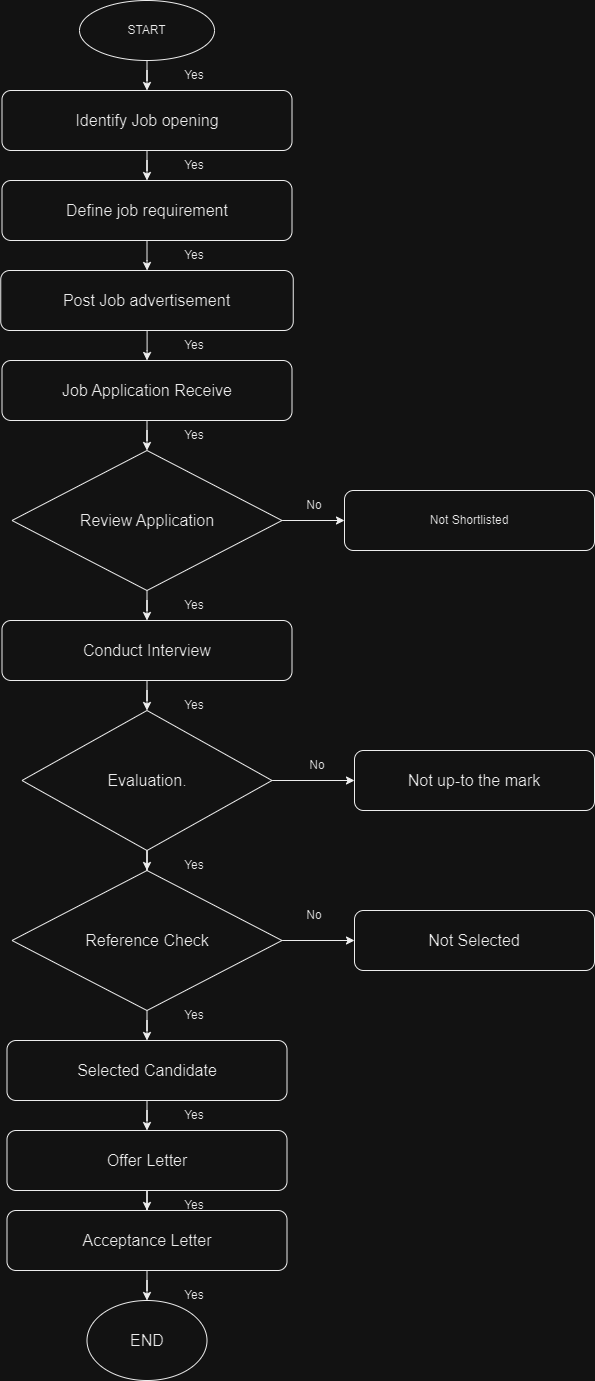 START
Yes
Identify Job opening
Yes
Define job requirement
Yes
Post Job advertisement
Yes
Job Application Receive
Yes
Review Application
No
Not Shortlisted
Yes
Conduct Interview
Yes
Evaluation.
No
Not up-to the mark
Yes
Reference Check
No
Not Selected
Yes
Selected Candidate
Yes
Offer Letter
Yes
Acceptance Letter
Yes
END